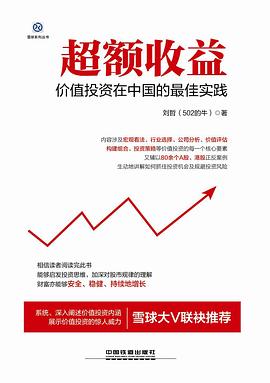 雪球系列丛书
超额收益
价值投资在中国的最佳实践
刘哲（502的牛）| 著
内容涉及宏观看法、行业选择、公司分析、价值评估
构建组合、投资策略等价值投资的每一个核心要素
又辅以80余个A股、港股正反案例
生动地讲解如何抓住投资机会及规避投资风险
相信读者阅读完此书
能够启发投资思维，加深对股市规律的理解
财富亦能够安全、稳健、持续地增长
系统、深入阐述价值投资内涵
展示价值投资的惊人威力
雪球大V联袂推荐
中国铁道出版社